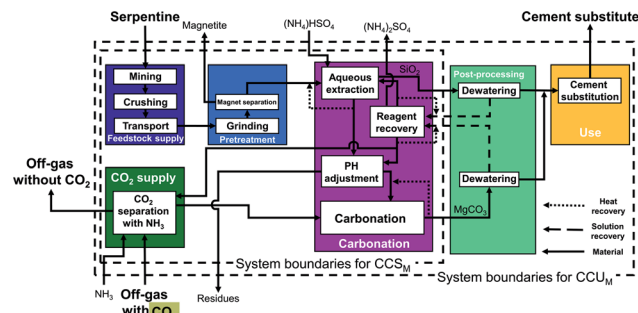 Serpentine
Magnetite
(NH₄)HSO₄
(NH₄)₂SO₄
Cement substitute
Mining
Crushing
Transport
Feedstock supply
Magnet separation
Grinding
Pretreatment
Aqueous
extraction
SiO₂
Reagent
recovery
PH
adjustment
Carbonation
Carbonation
Post-processing
Dewatering
Dewatering
MgCO₃
Cement
substitution
Use
Off-gas
without CO₂
CO₂ supply
CO₂
separation
with NH₃
Heat
recovery
Solution
recovery
Material
System boundaries for CCSM
System boundaries for CCUM
NH₃
Off-gas
with CO₂
Residues